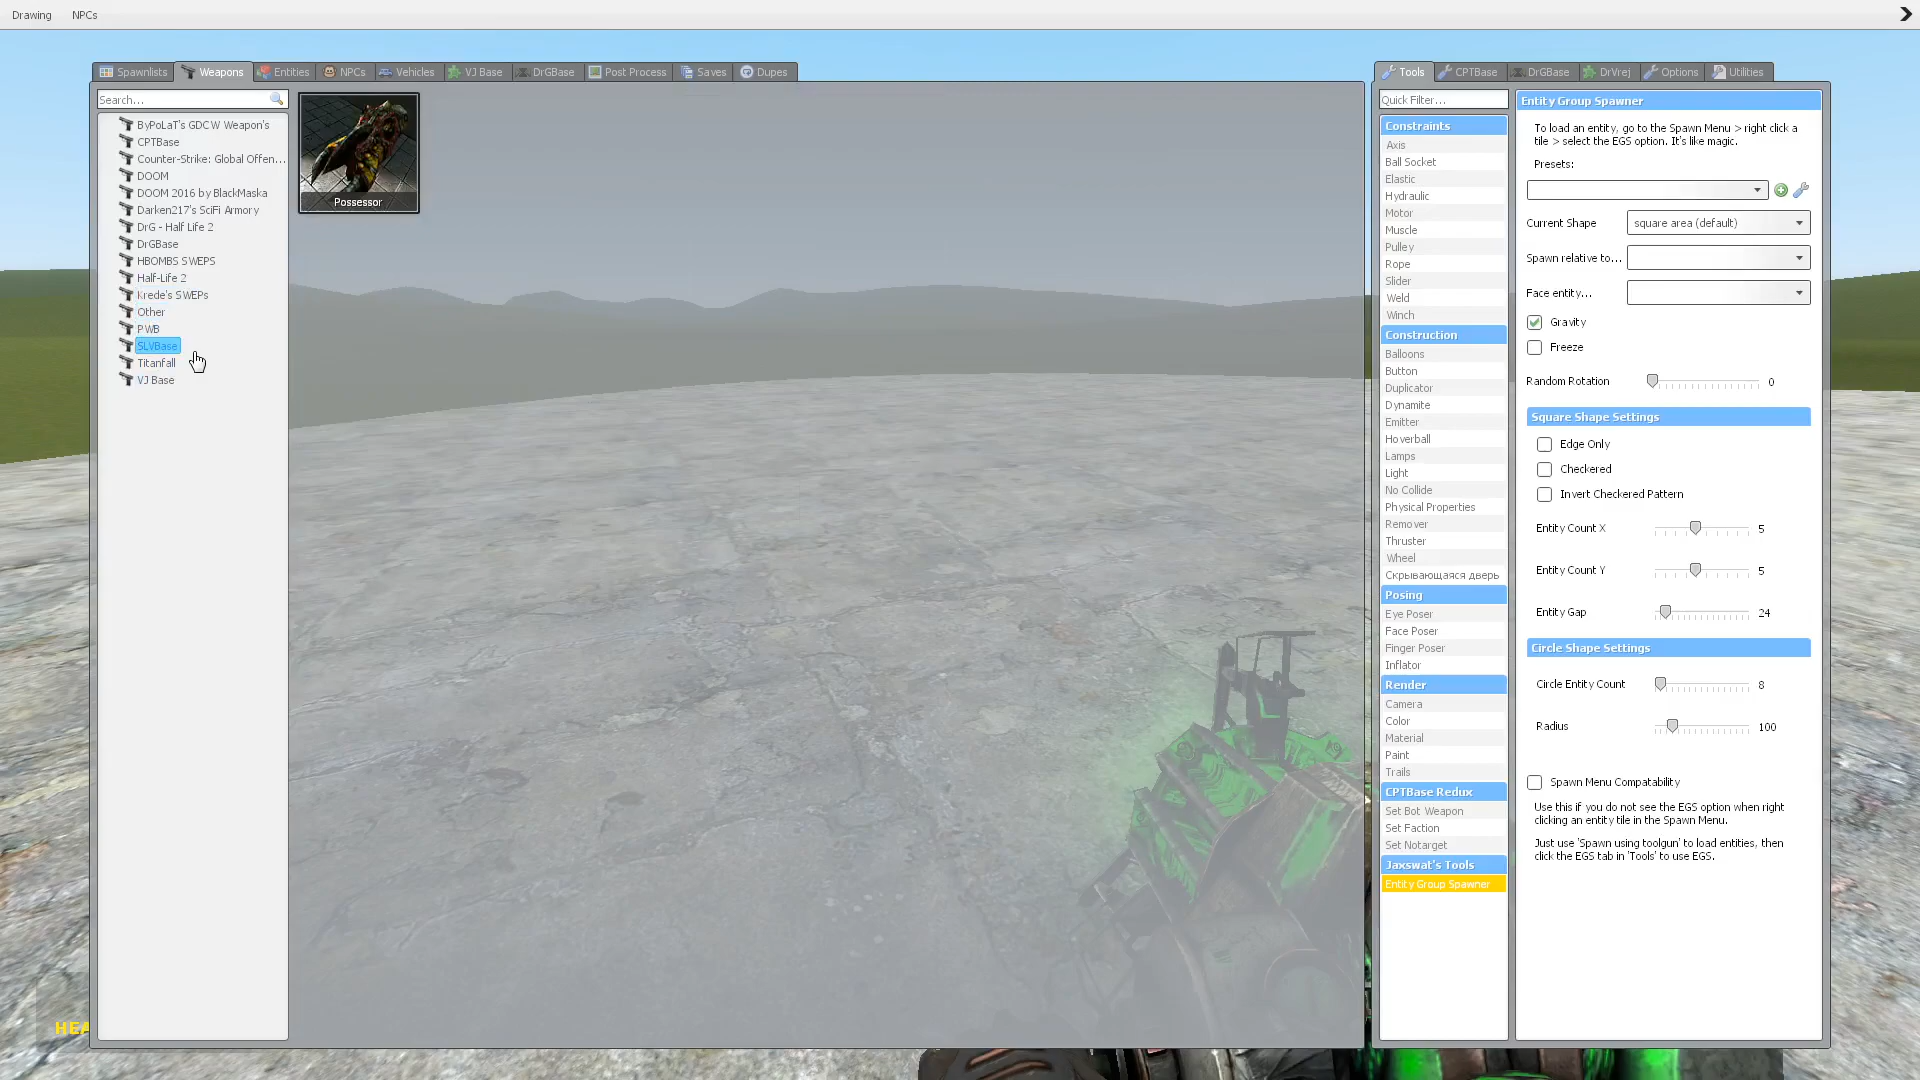 Drawing NPCs
Spawnlists Weapons Entities NPCs Vehicles VJ Base DrGBase Post Process Saves Dupes
Search...
ByPoLaT's GDCW Weapon's
CPTBase
Counter-Strike: Global Offen...
DOOM
DOOM 2016 by BlackMaska
Darken217's SciFi Armory
DrG - Half Life 2
DrGBase
HBOMBS SWEPS
Half-Life 2
Krede's SWEPs
Other
PWB
SLVBase
Titanfall
VJ Base
Possessor
HEA
Tools CPTBase DrGBase DrVrej Options Utilities
Quick Filter...
Constraints
Axis
Ball Socket
Elastic
Hydraulic
Motor
Muscle
Pulley
Rope
Slider
Weld
Winch
Construction
Balloons
Button
Duplicator
Dynamite
Emitter
Hoverball
Lamps
Light
No Collide
Physical Properties
Remover
Thruster
Wheel
Скрывающаяся дверь
Posing
Eye Poser
Face Poser
Finger Poser
Inflator
Render
Camera
Color
Material
Paint
Trails
CPTBase Redux
Set Bot Weapon
Set Faction
Set Notarget
Jaxswat's Tools
Entity Group Spawner
Entity Group Spawner
To load an entity, go to the Spawn Menu > right click a
tile > select the EGS option. It's like magic.
Presets:
Current Shape square area (default)
Spawn relative to...
Face entity...
Gravity
Freeze
Random Rotation 0
Square Shape Settings
Edge Only
Checkered
Invert Checkered Pattern
Entity Count X 5
Entity Count Y 5
Entity Gap 24
Circle Shape Settings
Circle Entity Count 8
Radius 100
Spawn Menu Compatability
Use this if you do not see the EGS option when right
clicking an entity tile in the Spawn Menu.
Just use 'Spawn using toolgun' to load entities, then
click the EGS tab in 'Tools' to use EGS.